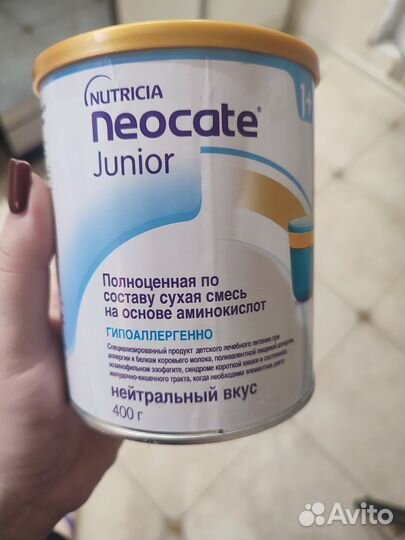 NUTRICIA
neocate®
Junior
1+
Полноценная по
составу сухая смесь
на основе аминокислот
ГИПОАЛЛЕРГЕННО
Специализированный продукт детского лечебного питания при
аллергии к белкам коровьего молока, поливалентной пищевой аллергии,
эозинофильном эзофагите, синдроме короткой кишки и состояниях
желудочно-кишечного тракта, когда необходима элементная диета
нейтральный вкус
400 г
Avito